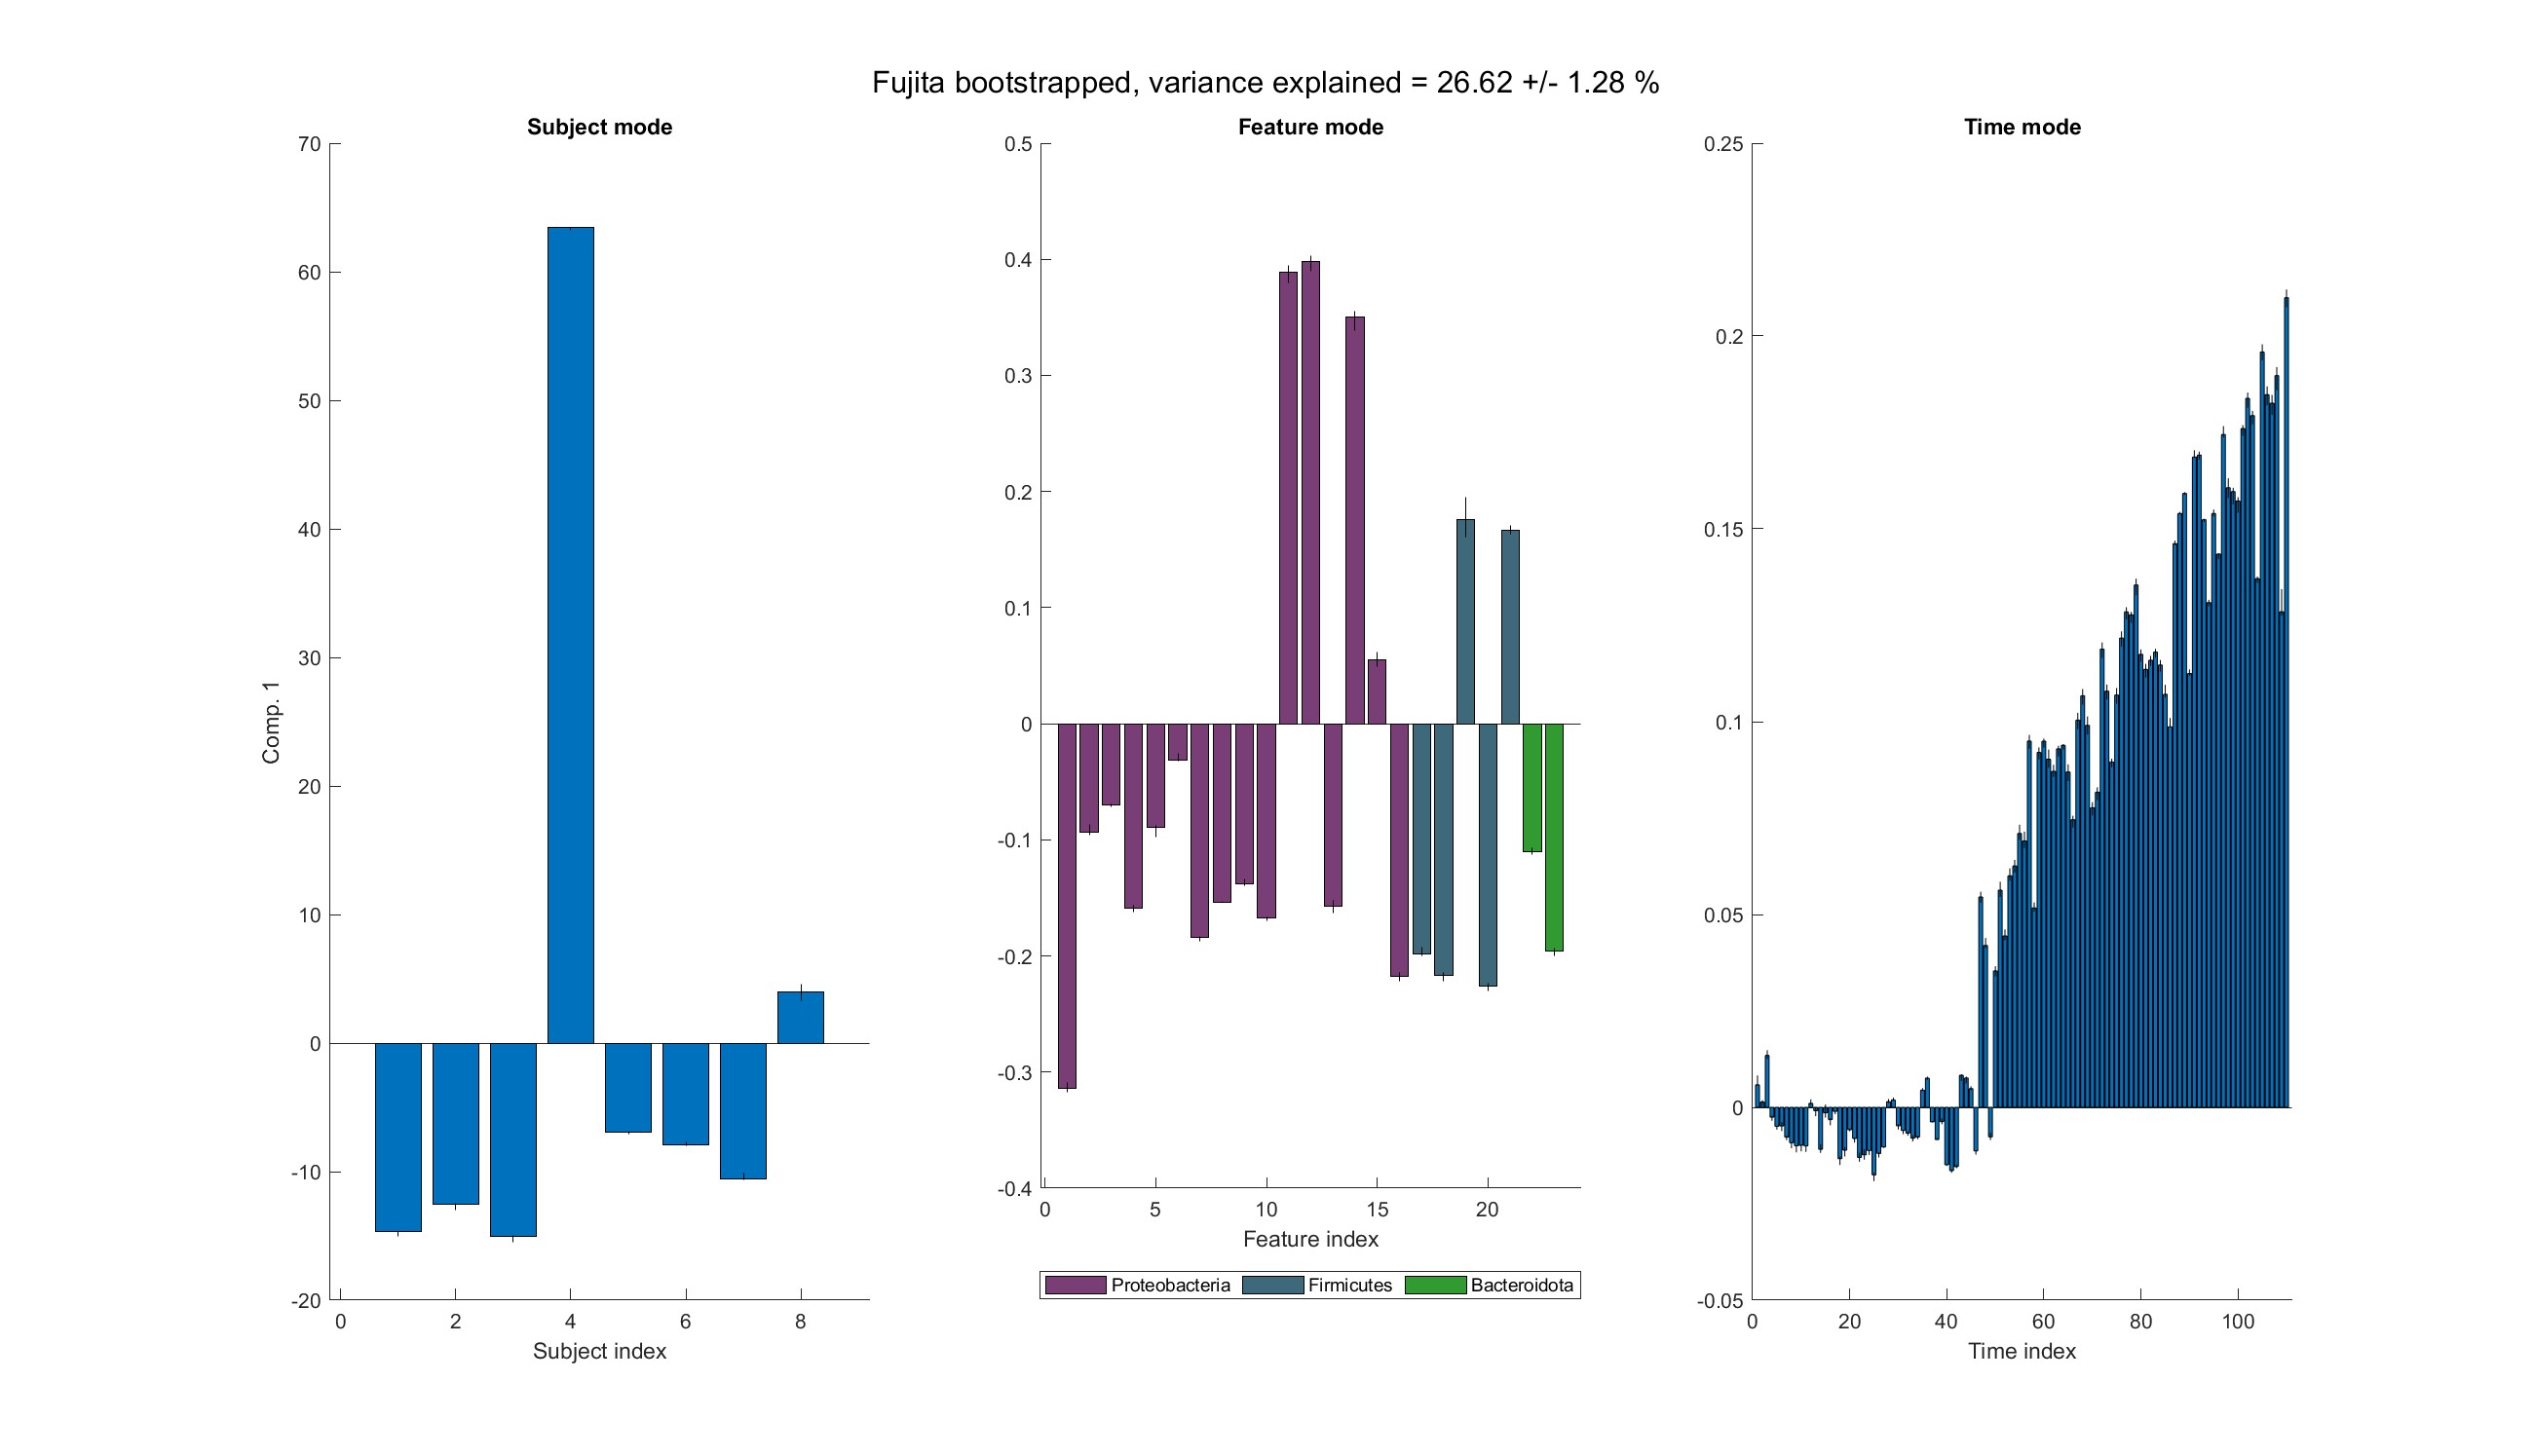 Fujita bootstrapped, variance explained = 26.62 +/- 1.28 %
Subject mode
70
60
50
40
30
20
10
0
-10
-20
Comp. 1
0 2 4 6 8
Subject index
Feature mode
0.5
0.4
0.3
0.2
0.1
0
-0.1
-0.2
-0.3
-0.4
0 5 10 15 20
Feature index
Proteobacteria Firmicutes Bacteroidota
Time mode
0.25
0.2
0.15
0.1
0.05
0
-0.05
0 20 40 60 80 100
Time index